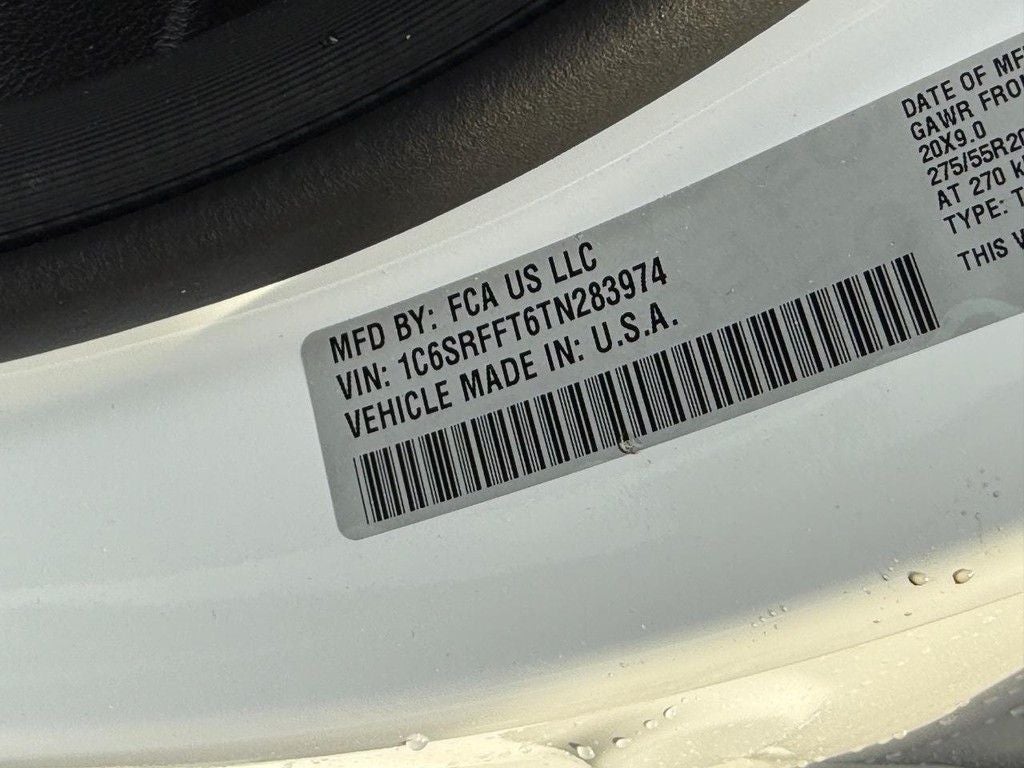 MFD BY: FCA US LLC
VIN: 1C6SRFFT6TN283974
VEHICLE MADE IN: U.S.A.
DATE OF MF
GAWR FRO
20X9.0
275/55R20
AT 270 k
TYPE: T
THIS V